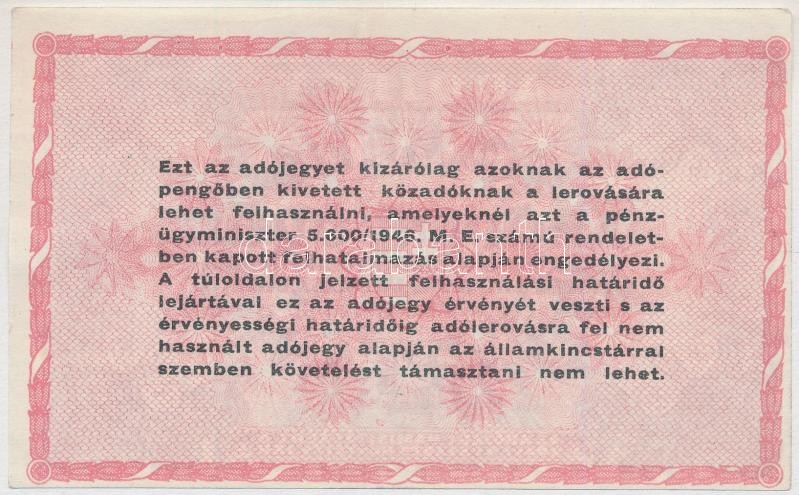 Ezt az adójegyet kizárólag azoknak az adó-
pengőben kivetett közadóknak a lerovására
lehet felhasználni, amelyeknél azt a pénz-
ügyminiszter 5.600/1946. M. E. számú rendelet-
ben kapott felhatalmazás alapján engedélyezi.
A túloldalon jelzett felhasználási határidő
lejártával ez az adójegy érvényét veszti s az
érvényességi határidőig adólerovásra fel nem
használt adójegy alapján az államkincstárral
szemben követelést támasztani nem lehet.